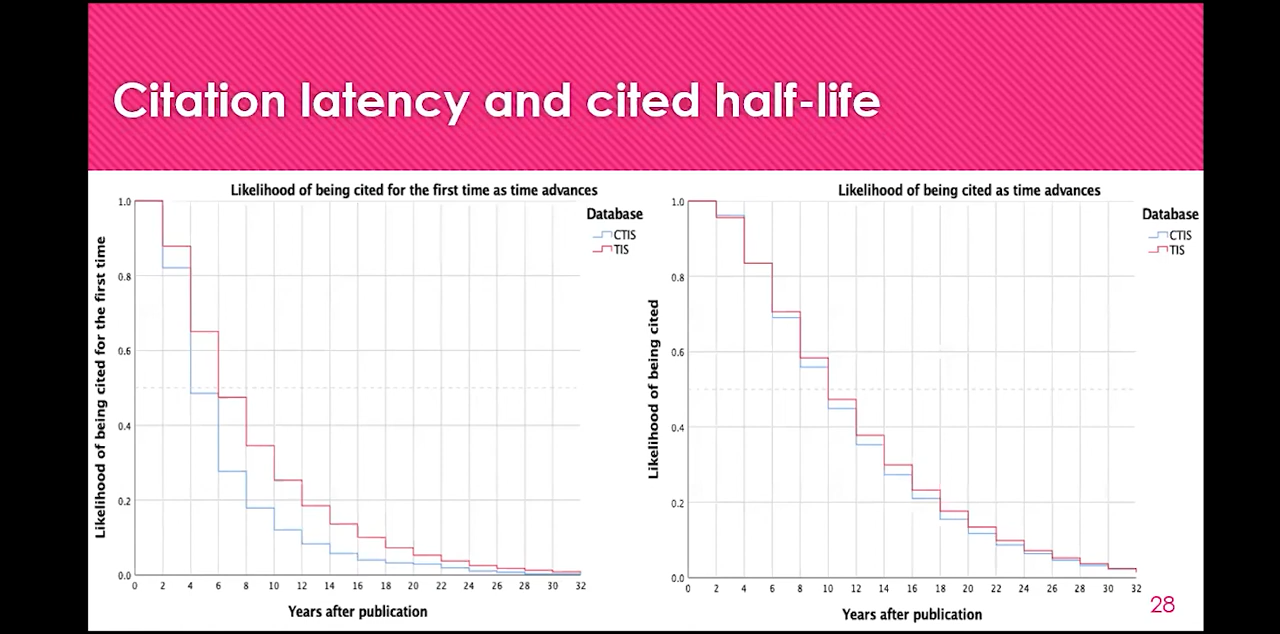 Citation latency and cited half-life
Likelihood of being cited for the first time as time advances
Likelihood of being cited for the first time
1.0
0.8
0.6
0.4
0.2
0.0
0 2 4 6 8 10 12 14 16 18 20 22 24 26 28 30 32
Years after publication
Database
CTIS
TIS
Likelihood of being cited as time advances
Likelihood of being cited
1.0
0.8
0.6
0.4
0.2
0.0
0 2 4 6 8 10 12 14 16 18 20 22 24 26 28 30 32
Years after publication
Database
CTIS
TIS
28